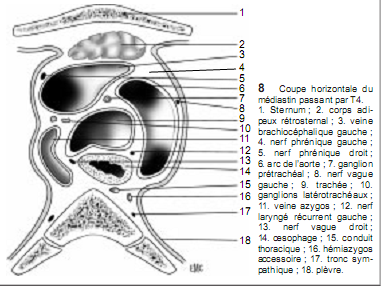 1
2
3
4
5
6
7
8
9
10
11
12
13
14
15
16
17
18
EMC
8 Coupe horizontale du
médiastin passant par T4.
1. Sternum ; 2. corps adi-
peux rétrosternal ; 3. veine
brachiocéphalique gauche ;
4. nerf phrénique gauche ;
5. nerf phrénique droit ;
6. arc de l'aorte ; 7. ganglion
prétrachéal ; 8. nerf vague
gauche ; 9. trachée ; 10.
ganglions latérotrachéaux ;
11. veine azygos ; 12. nerf
laryngé récurrent gauche ;
13. nerf vague droit ;
14. œsophage ; 15. conduit
thoracique ; 16. hémiazygos
accessoire ; 17. tronc sym-
pathique ; 18. plèvre.